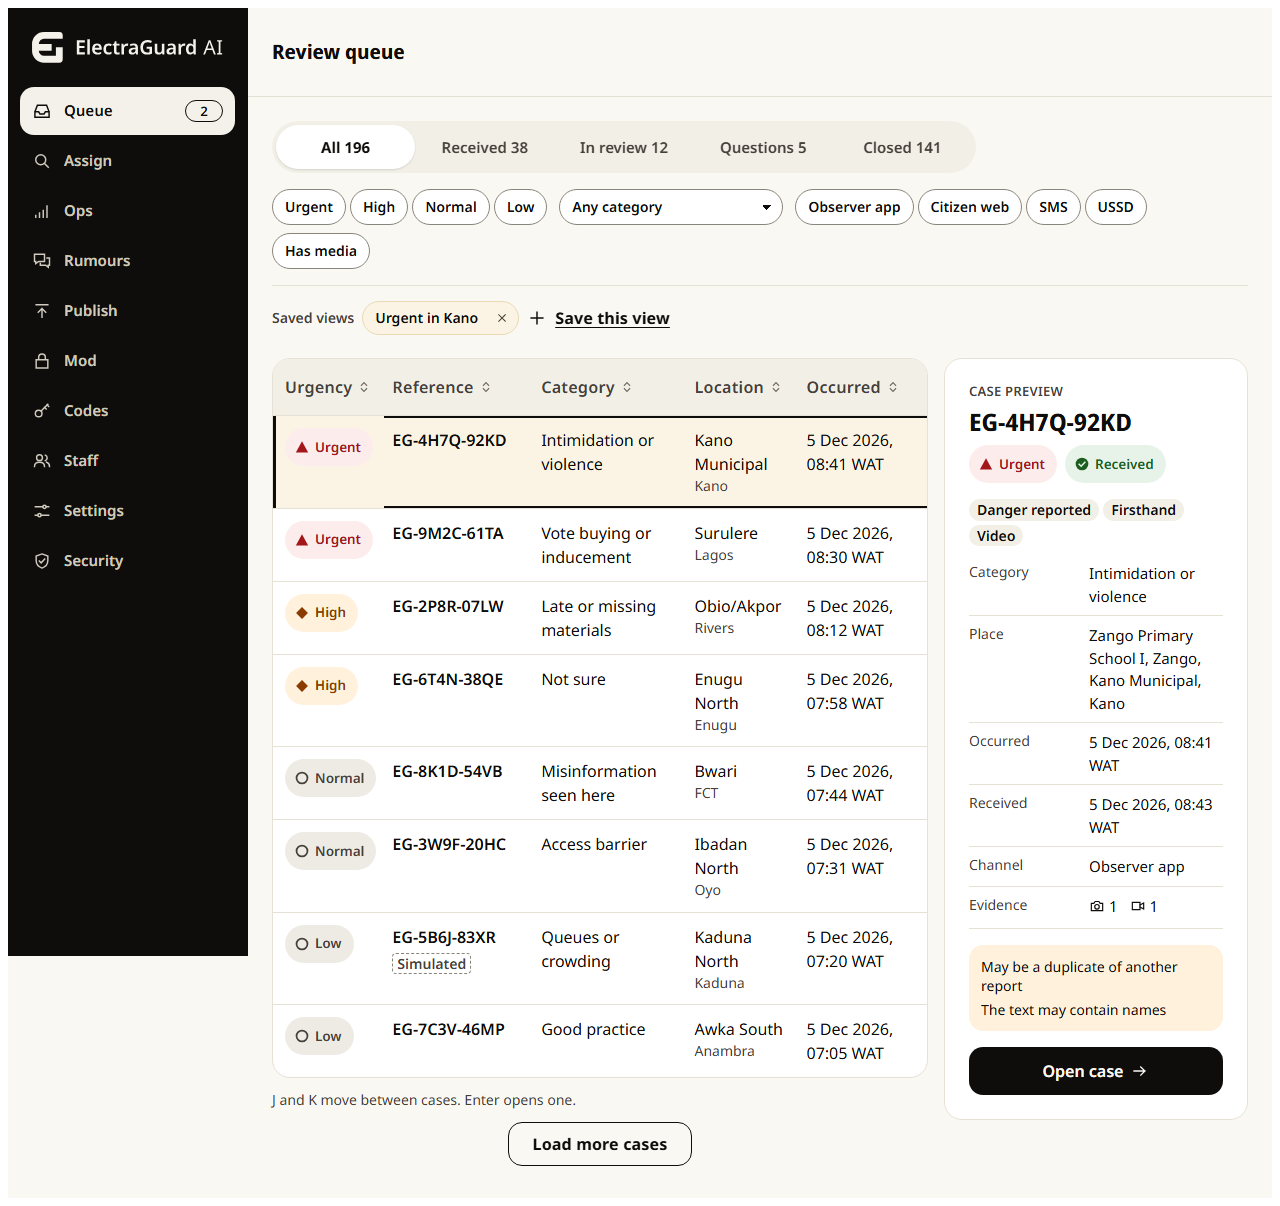 ElectraGuard AI
Queue 2
Assign
Ops
Rumours
Publish
Mod
Codes
Staff
Settings
Security
Review queue
All 196
Received 38
In review 12
Questions 5
Closed 141
Urgent
High
Normal
Low
Any category
Observer app
Citizen web
SMS
USSD
Has media
Saved views
Urgent in Kano
Save this view
Urgency Reference Category Location Occurred
Urgent EG-4H7Q-92KD Intimidation or Kano 5 Dec 2026,
violence Municipal 08:41 WAT
Kano
Urgent EG-9M2C-61TA Vote buying or Surulere 5 Dec 2026,
inducement Lagos 08:30 WAT
High EG-2P8R-07LW Late or missing Obio/Akpor 5 Dec 2026,
materials Rivers 08:12 WAT
High EG-6T4N-38QE Not sure Enugu 5 Dec 2026,
North 07:58 WAT
Enugu
Normal EG-8K1D-54VB Misinformation Bwari 5 Dec 2026,
seen here FCT 07:44 WAT
Normal EG-3W9F-20HC Access barrier Ibadan 5 Dec 2026,
North 07:31 WAT
Oyo
Low EG-5B6J-83XR Queues or Kaduna 5 Dec 2026,
Simulated crowding North 07:20 WAT
Kaduna
Low EG-7C3V-46MP Good practice Awka South 5 Dec 2026,
Anambra 07:05 WAT
J and K move between cases. Enter opens one.
Load more cases
CASE PREVIEW
EG-4H7Q-92KD
Urgent Received
Danger reported Firsthand
Video
Category Intimidation or
violence
Place Zango Primary
School I, Zango,
Kano Municipal,
Kano
Occurred 5 Dec 2026, 08:41
WAT
Received 5 Dec 2026, 08:43
WAT
Channel Observer app
Evidence 1 1
May be a duplicate of another
report
The text may contain names
Open case